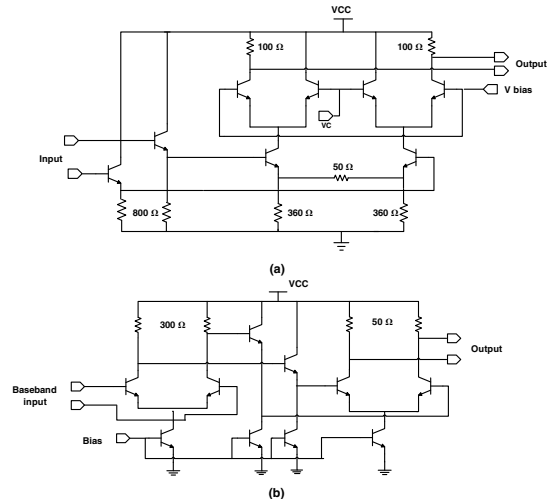 VCC
100 Ω
100 Ω
Output
V bias
VC
Input
50 Ω
800 Ω
360 Ω
360 Ω
(a)
VCC
300 Ω
50 Ω
Output
Baseband
input
Bias
(b)